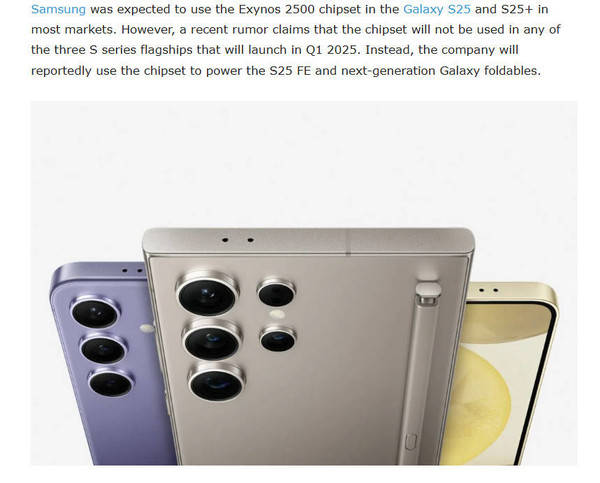 Samsung was expected to use the Exynos 2500 chipset in the Galaxy S25 and S25+ in
most markets. However, a recent rumor claims that the chipset will not be used in any of
the three S series flagships that will launch in Q1 2025. Instead, the company will
reportedly use the chipset to power the S25 FE and next-generation Galaxy foldables.